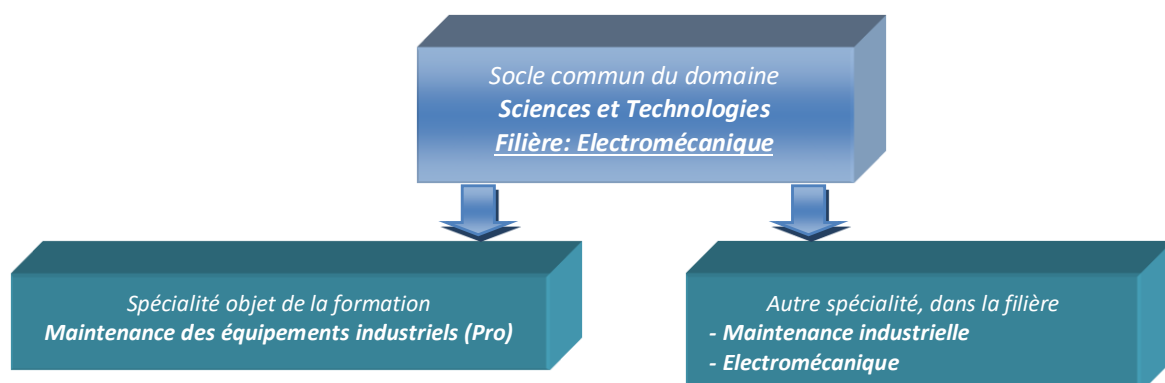 Socle commun du domaine
Sciences et Technologies
Filière: Electromécanique
Spécialité objet de la formation
Maintenance des équipements industriels (Pro)
Autre spécialité, dans la filière
- Maintenance industrielle
- Electromécanique